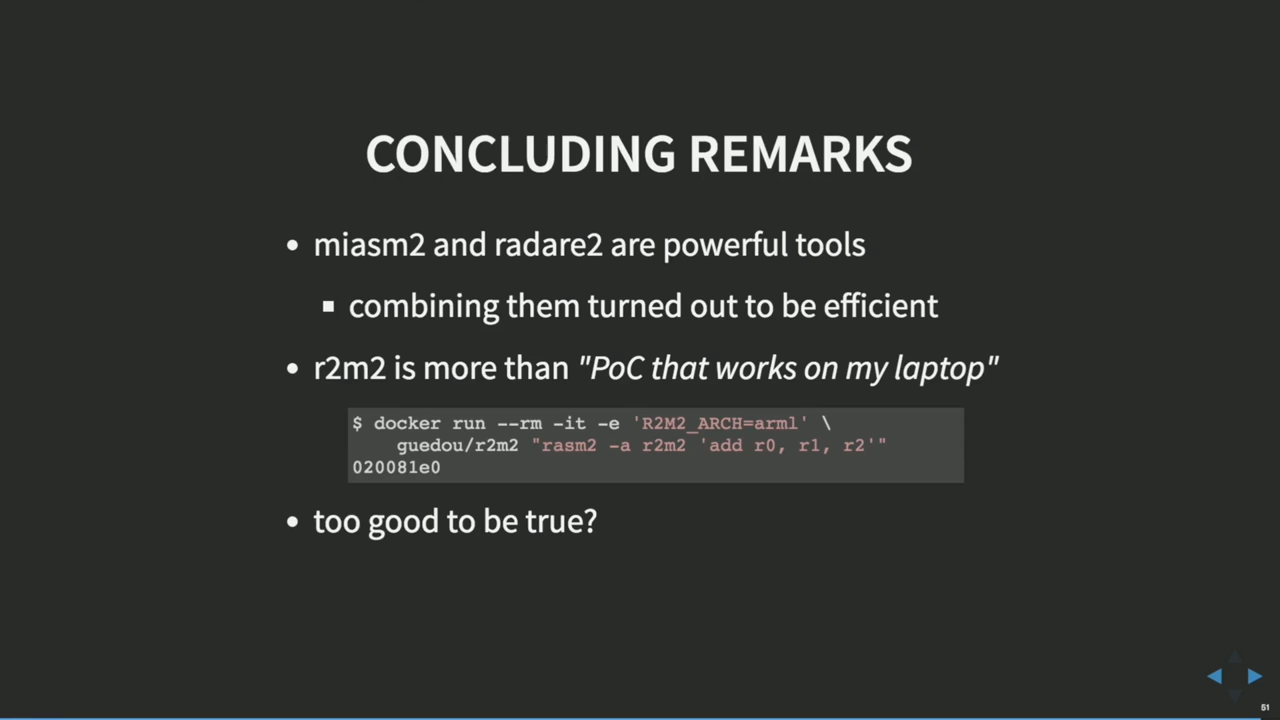 CONCLUDING REMARKS
• miasm2 and radare2 are powerful tools
▪ combining them turned out to be efficient
• r2m2 is more than "PoC that works on my laptop"
$ docker run --rm -it -e 'R2M2_ARCH=arml' \
guedou/r2m2 "rasm2 -a r2m2 'add r0, r1, r2'"
020081e0
• too good to be true?
51